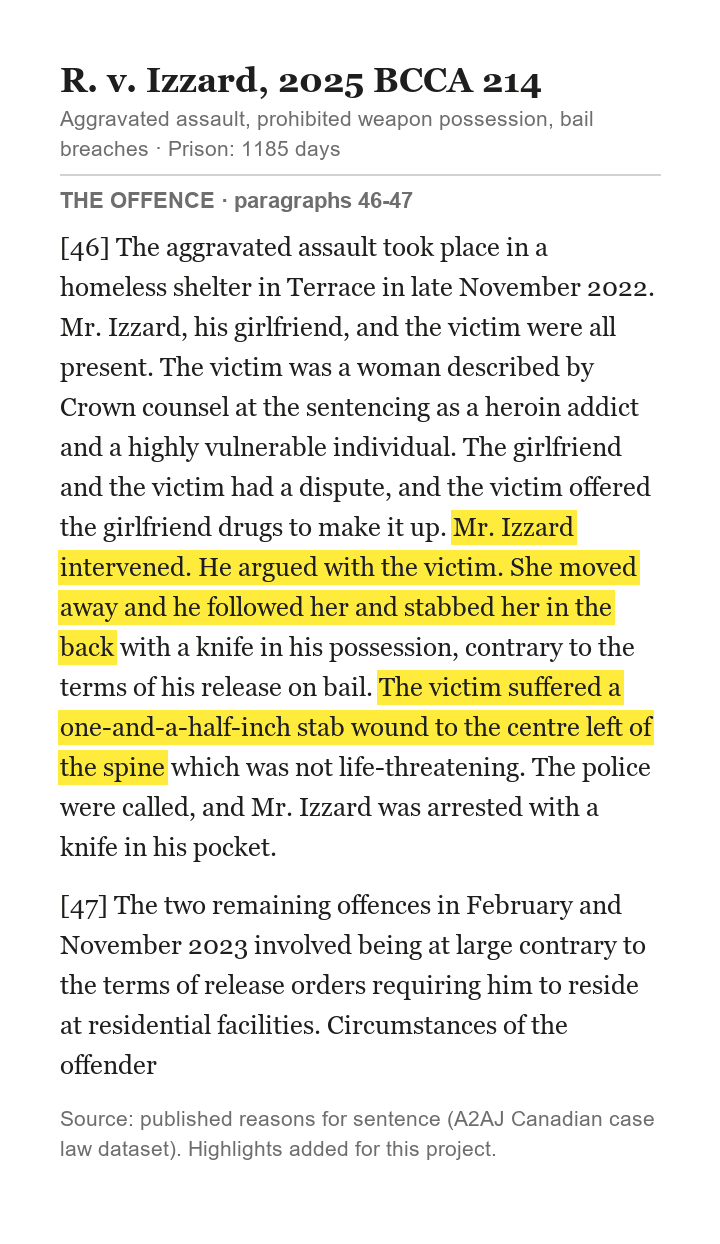 R. v. Izzard, 2025 BCCA 214
Aggravated assault, prohibited weapon possession, bail
breaches · Prison: 1185 days
THE OFFENCE · paragraphs 46-47
[46] The aggravated assault took place in a
homeless shelter in Terrace in late November 2022.
Mr. Izzard, his girlfriend, and the victim were all
present. The victim was a woman described by
Crown counsel at the sentencing as a heroin addict
and a highly vulnerable individual. The girlfriend
and the victim had a dispute, and the victim offered
the girlfriend drugs to make it up. Mr. Izzard
intervened. He argued with the victim. She moved
away and he followed her and stabbed her in the
back with a knife in his possession, contrary to the
terms of his release on bail. The victim suffered a
one-and-a-half-inch stab wound to the centre left of
the spine which was not life-threatening. The police
were called, and Mr. Izzard was arrested with a
knife in his pocket.
[47] The two remaining offences in February and
November 2023 involved being at large contrary to
the terms of release orders requiring him to reside
at residential facilities. Circumstances of the
offender
Source: published reasons for sentence (A2AJ Canadian case
law dataset). Highlights added for this project.